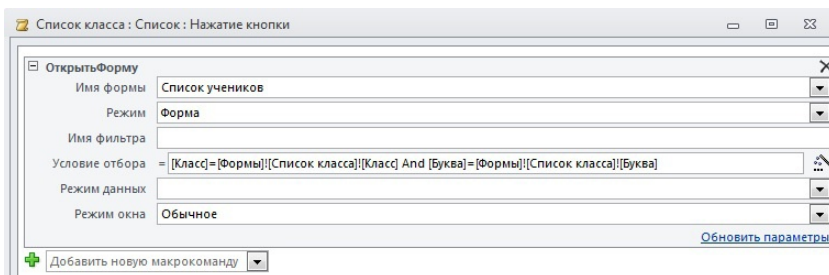 Список класса : Список : Нажатие кнопки
ОткрытьФорму
Имя формы Список учеников
Режим Форма
Имя фильтра
Условие отбора = [Класс]=[Формы]![Список класса]![Класс] And [Буква]=[Формы]![Список класса]![Буква]
Режим данных
Режим окна Обычное
Обновить параметры
Добавить новую макрокоманду